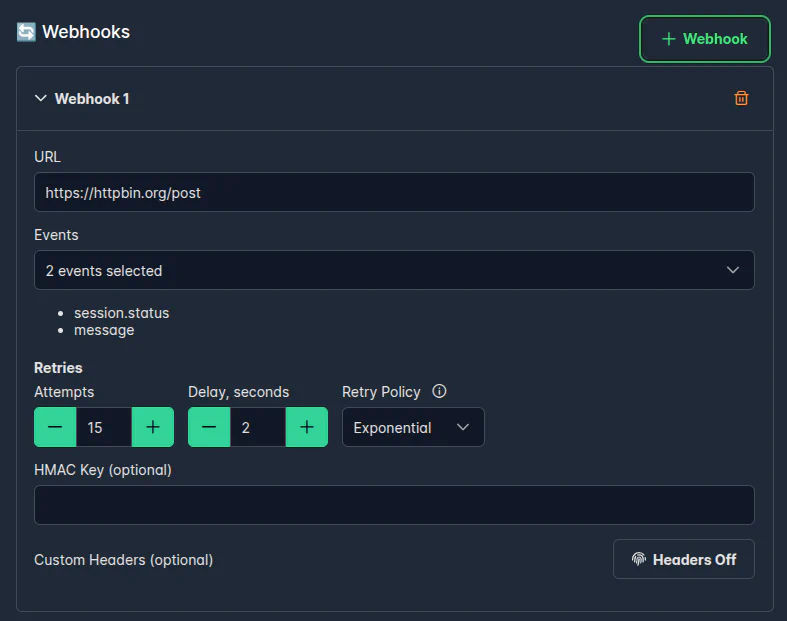 Webhooks
+ Webhook
Webhook 1
URL
https://httpbin.org/post
Events
2 events selected
• session.status
• message
Retries
Attempts Delay, seconds Retry Policy
− 15 + − 2 + Exponential
HMAC Key (optional)
Custom Headers (optional) Headers Off